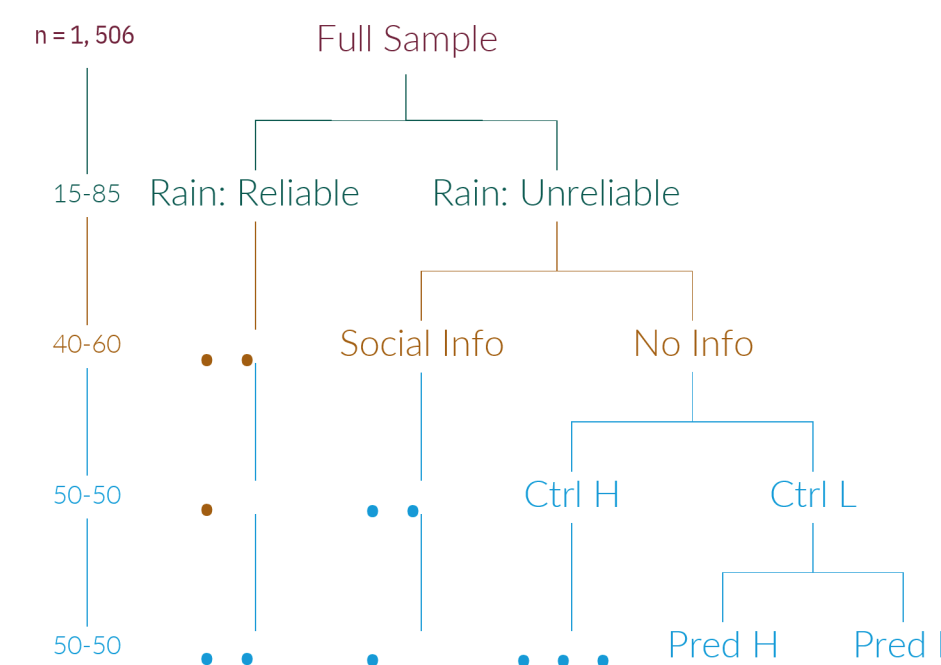 n = 1, 506
Full Sample
15-85
Rain: Reliable
Rain: Unreliable
40-60
Social Info
No Info
50-50
Ctrl H
Ctrl L
50-50
Pred H
Pred